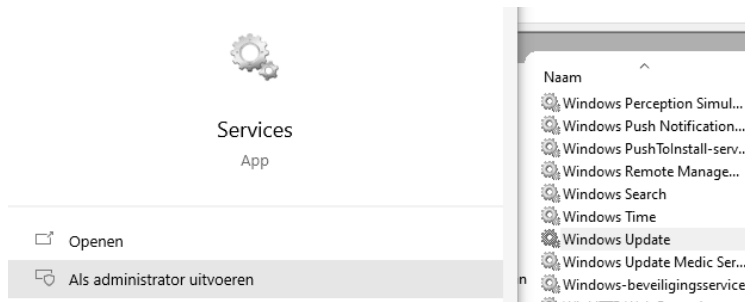 Services
App
Openen
Als administrator uitvoeren
n
Naam
Windows Perception Simul...
Windows Push Notification...
Windows PushToInstall-serv...
Windows Remote Manage...
Windows Search
Windows Time
Windows Update
Windows Update Medic Ser...
Windows-beveiligingsservice